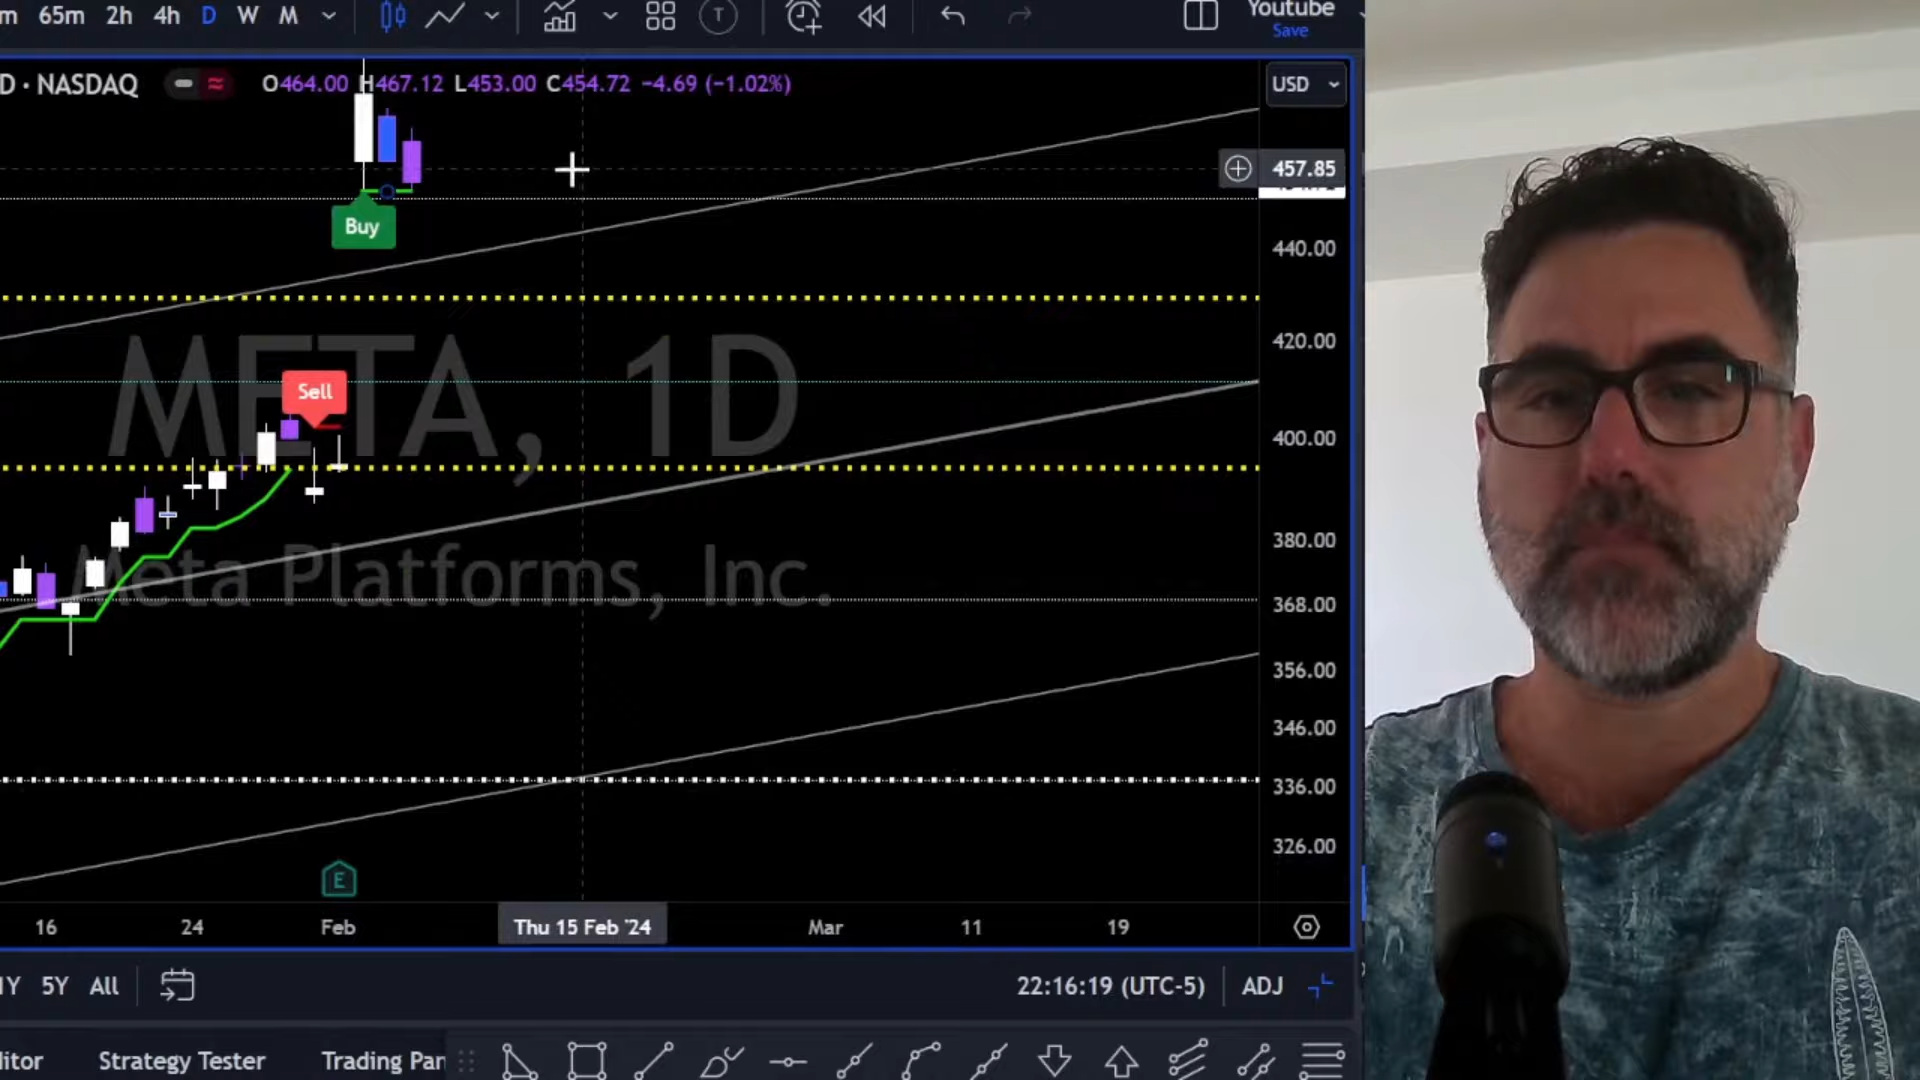 m 65m 2h 4h D W M
T
Youtube
Save
D · NASDAQ O464.00 H467.12 L453.00 C454.72 −4.69 (−1.02%)
USD
457.85
Buy
440.00
420.00
META, 1D
Sell
400.00
380.00
Meta Platforms, Inc.
368.00
356.00
346.00
336.00
326.00
E
16 24 Feb Thu 15 Feb '24 Mar 11 19
1Y 5Y All
22:16:19 (UTC-5) ADJ
itor Strategy Tester Trading Pan